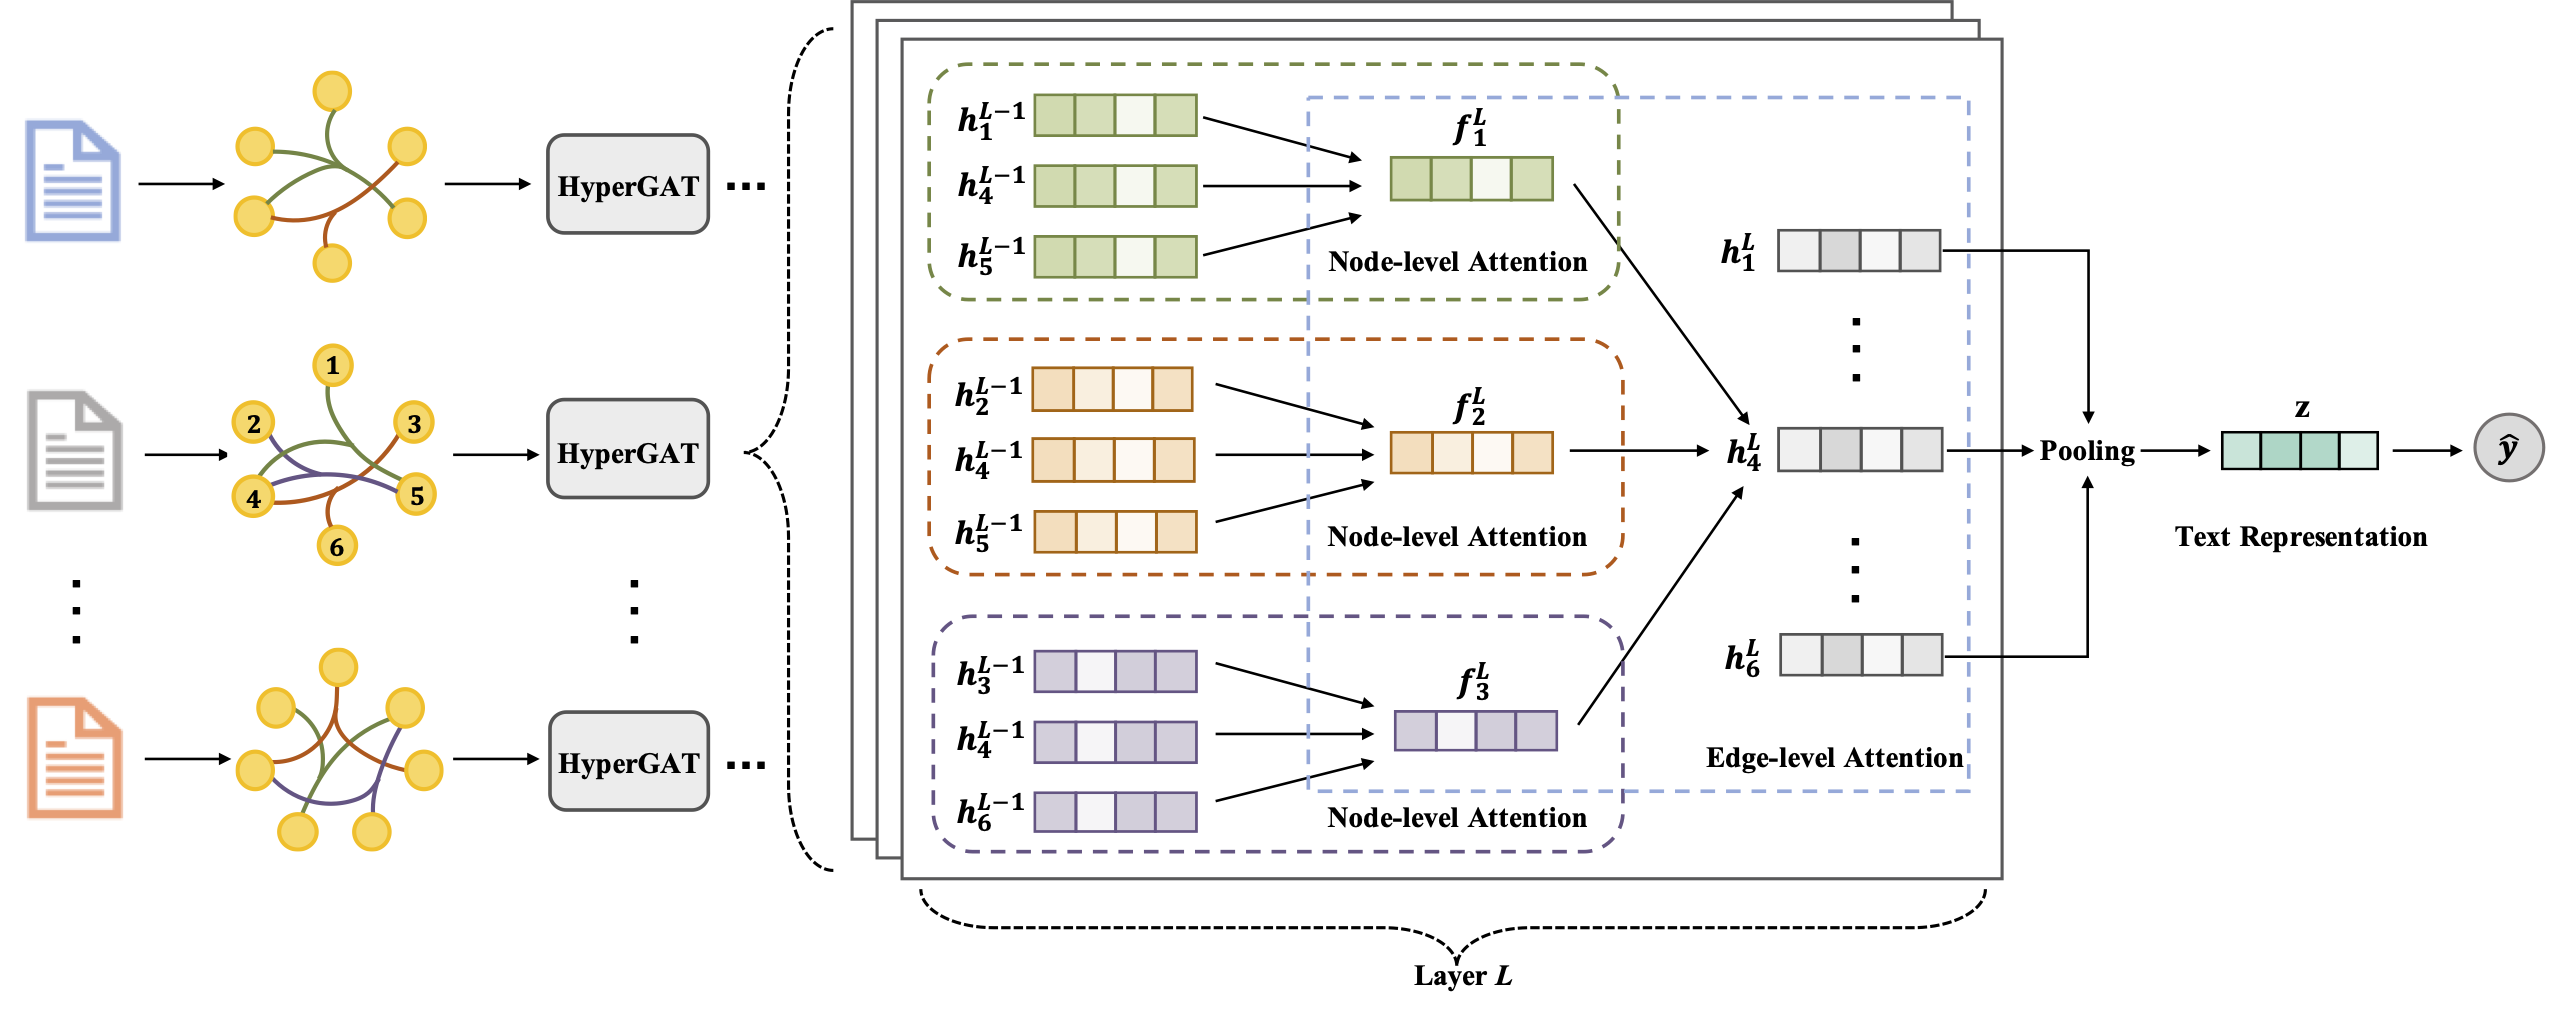 HyperGAT
...
1
2
3
4
5
6
HyperGAT
HyperGAT
...
h_1^{L-1}
h_4^{L-1}
h_5^{L-1}
f_1^L
Node-level Attention
h_2^{L-1}
h_4^{L-1}
h_5^{L-1}
f_2^L
Node-level Attention
h_3^{L-1}
h_4^{L-1}
h_6^{L-1}
f_3^L
Node-level Attention
h_1^L
h_4^L
h_6^L
Edge-level Attention
Layer L
Pooling
z
Text Representation
ŷ